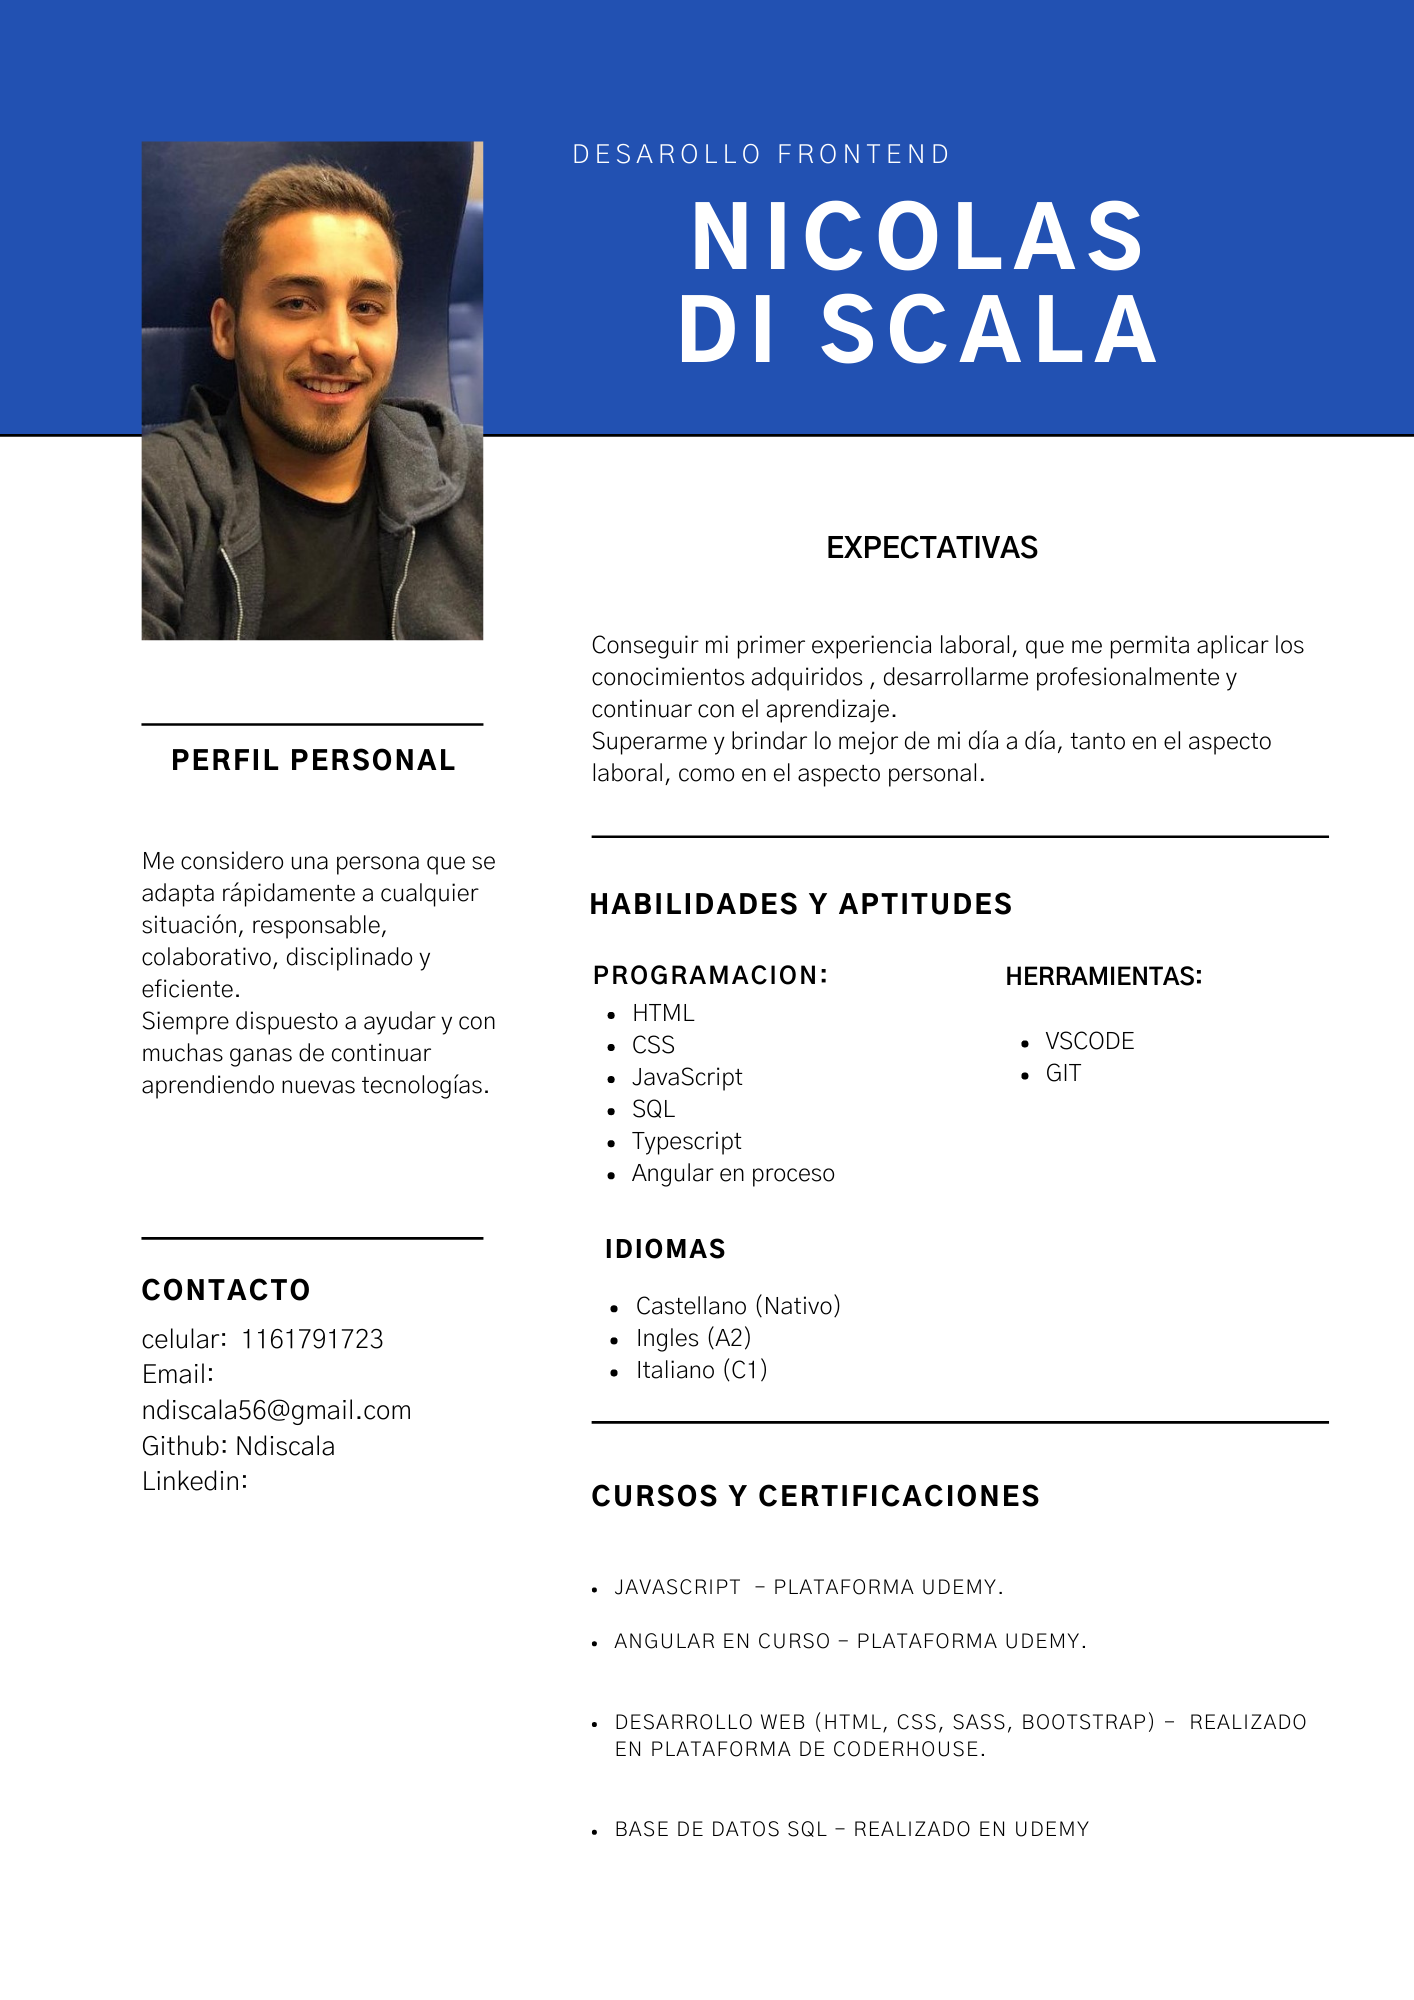 DESAROLLO FRONTEND
NICOLAS
DI SCALA
EXPECTATIVAS
Conseguir mi primer experiencia laboral, que me permita aplicar los
conocimientos adquiridos , desarrollarme profesionalmente y
continuar con el aprendizaje.
Superarme y brindar lo mejor de mi día a día, tanto en el aspecto
laboral, como en el aspecto personal.
PERFIL PERSONAL
Me considero una persona que se
adapta rápidamente a cualquier
situación, responsable,
colaborativo, disciplinado y
eficiente.
Siempre dispuesto a ayudar y con
muchas ganas de continuar
aprendiendo nuevas tecnologías.
CONTACTO
celular:  1161791723
Email:
ndiscala56@gmail.com
Github: Ndiscala
Linkedin:
HABILIDADES Y APTITUDES
PROGRAMACION:
• HTML
• CSS
• JavaScript
• SQL
• Typescript
• Angular en proceso
HERRAMIENTAS:
• VSCODE
• GIT
IDIOMAS
• Castellano (Nativo)
• Ingles (A2)
• Italiano (C1)
CURSOS Y CERTIFICACIONES
• JAVASCRIPT  - PLATAFORMA UDEMY.
• ANGULAR EN CURSO - PLATAFORMA UDEMY.
• DESARROLLO WEB (HTML, CSS, SASS, BOOTSTRAP) -  REALIZADO
EN PLATAFORMA DE CODERHOUSE.
• BASE DE DATOS SQL - REALIZADO EN UDEMY